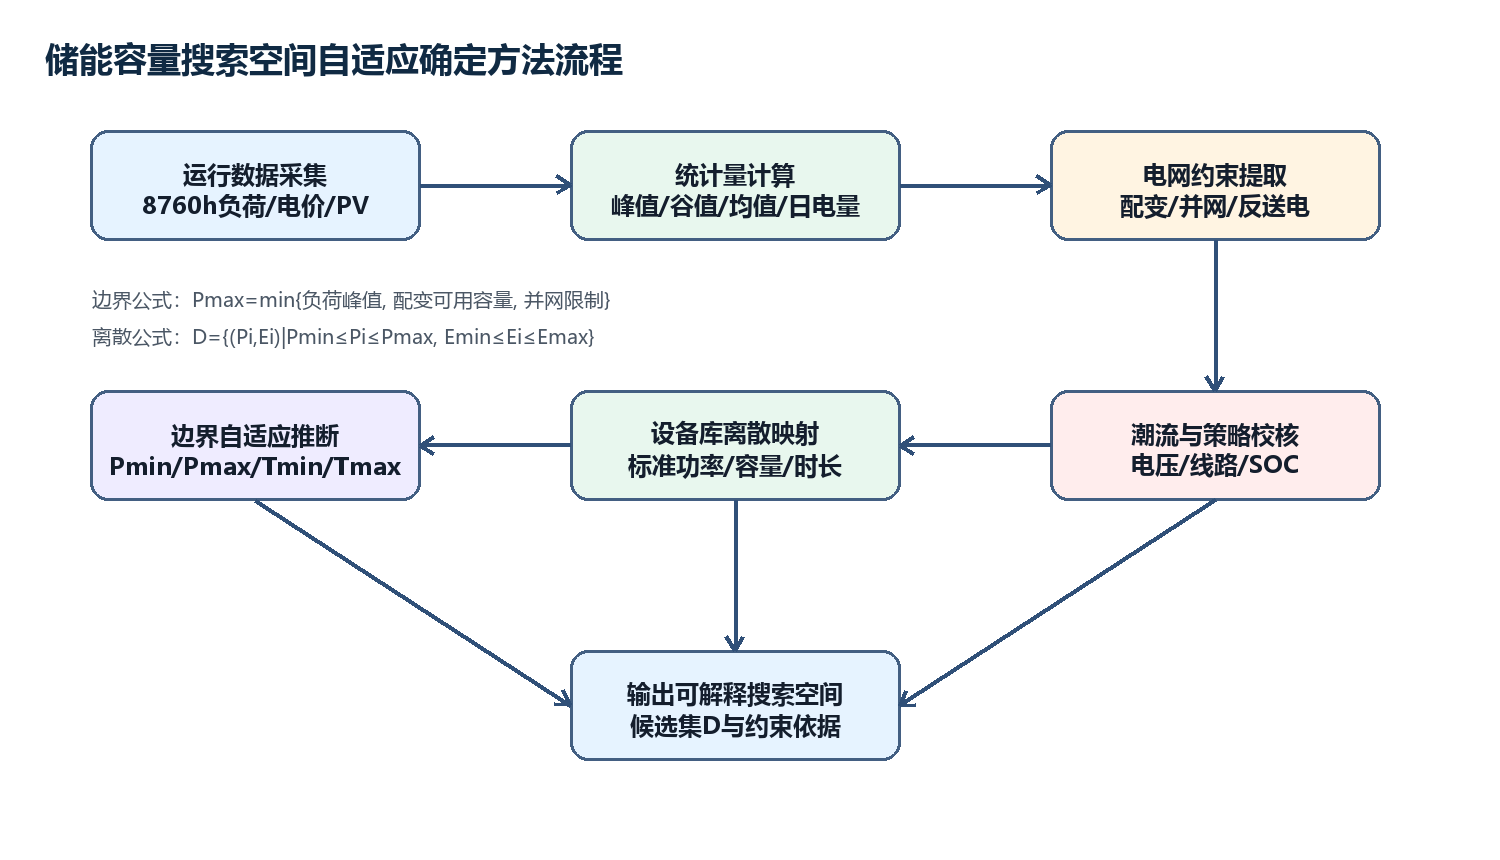 储能容量搜索空间自适应确定方法流程
运行数据采集
8760h负荷/电价/PV
统计量计算
峰值/谷值/均值/日电量
电网约束提取
配变/并网/反送电
边界公式：Pmax=min{负荷峰值, 配变可用容量, 并网限制}
离散公式：D={(Pi,Ei)|Pmin≤Pi≤Pmax, Emin≤Ei≤Emax}
边界自适应推断
Pmin/Pmax/Tmin/Tmax
设备库离散映射
标准功率/容量/时长
潮流与策略校核
电压/线路/SOC
输出可解释搜索空间
候选集D与约束依据